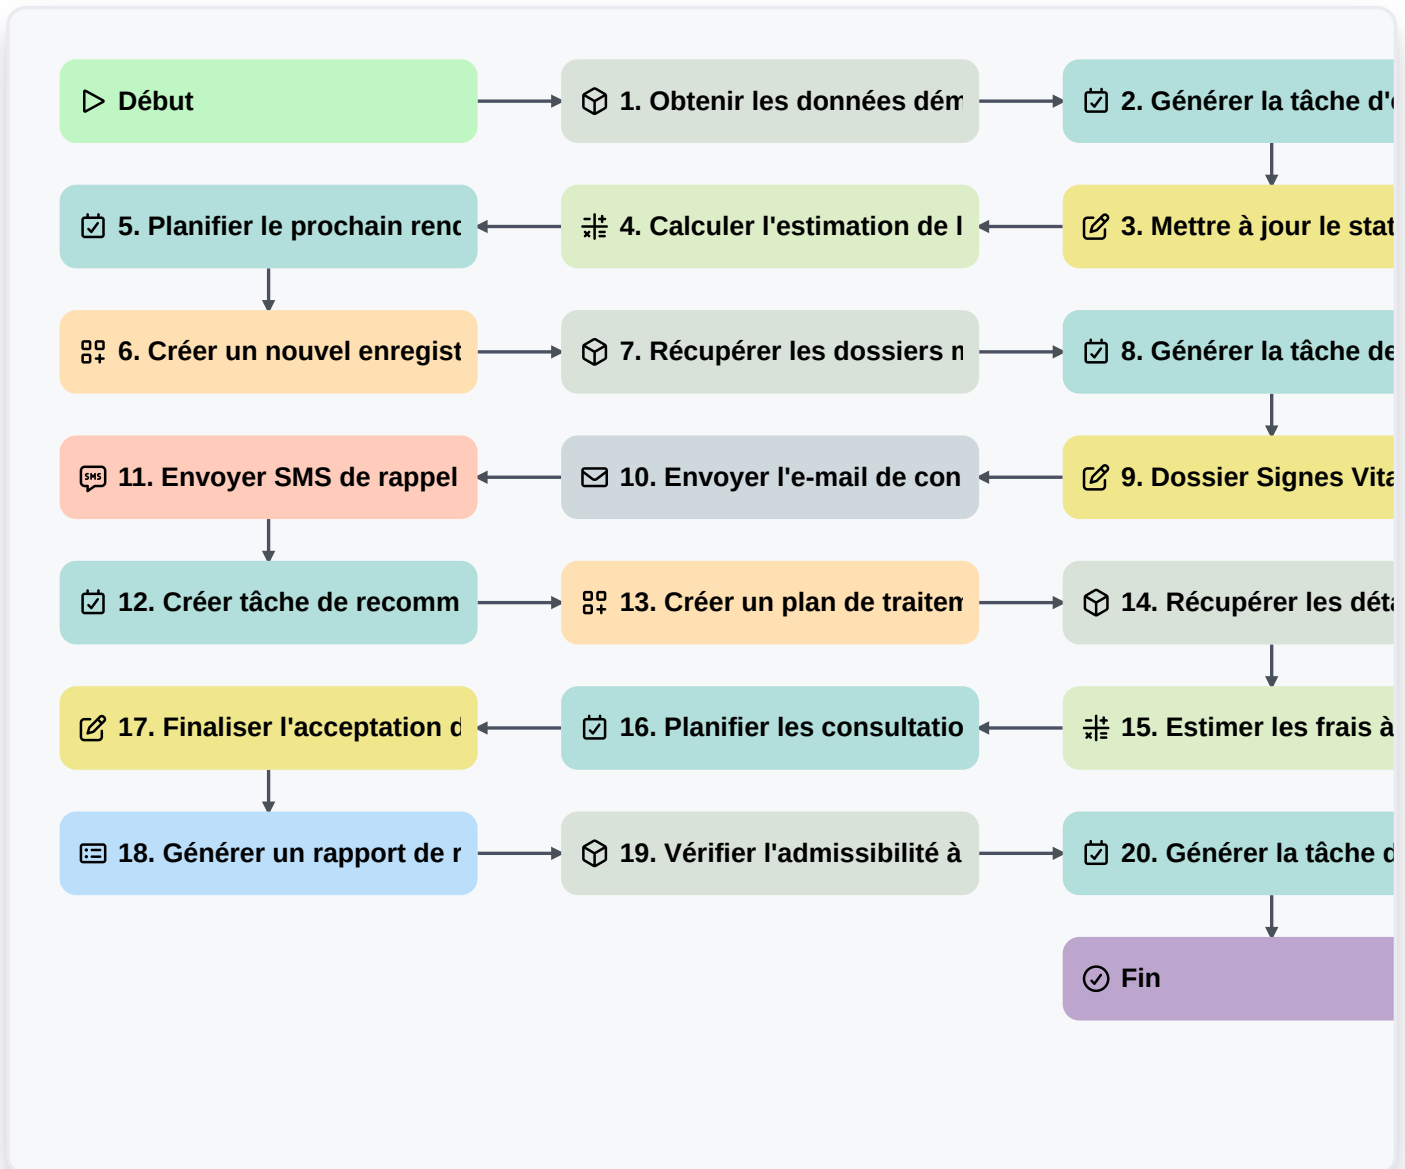 Début
1. Obtenir les données dém
2. Générer la tâche
3. Mettre à jour le stat
4. Calculer l'estimation de l
5. Planifier le prochain ren
6. Créer un nouvel enregist
7. Récupérer les dossiers
8. Générer la tâche de
9. Dossier Signes Vita
10. Envoyer l'e-mail de con
11. Envoyer SMS de rappel
12. Créer tâche de recomm
13. Créer un plan de traitem
14. Récupérer les déta
15. Estimer les frais à
16. Planifier les consultatio
17. Finaliser l'acceptation d
18. Générer un rapport de r
19. Vérifier l'admissibilité à
20. Générer la tâche d
Fin